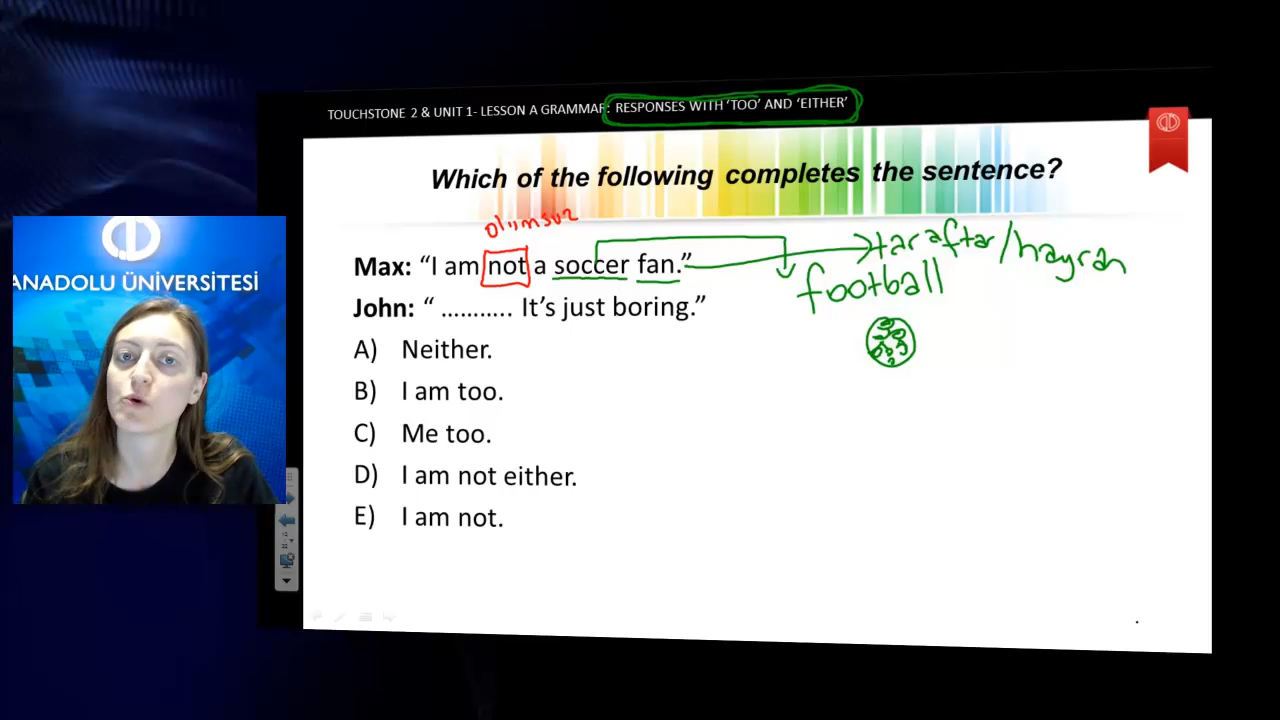 TOUCHSTONE 2 & UNIT 1- LESSON A GRAMMAR: RESPONSES WITH ‘TOO’ AND ‘EITHER’
Which of the following completes the sentence?
olumsuz
Max: “I am not a soccer fan.”
taraftar/hayran
football
John: “ ……….. It’s just boring.”
A) Neither.
B) I am too.
C) Me too.
D) I am not either.
E) I am not.
ANADOLU ÜNİVERSİTESİ